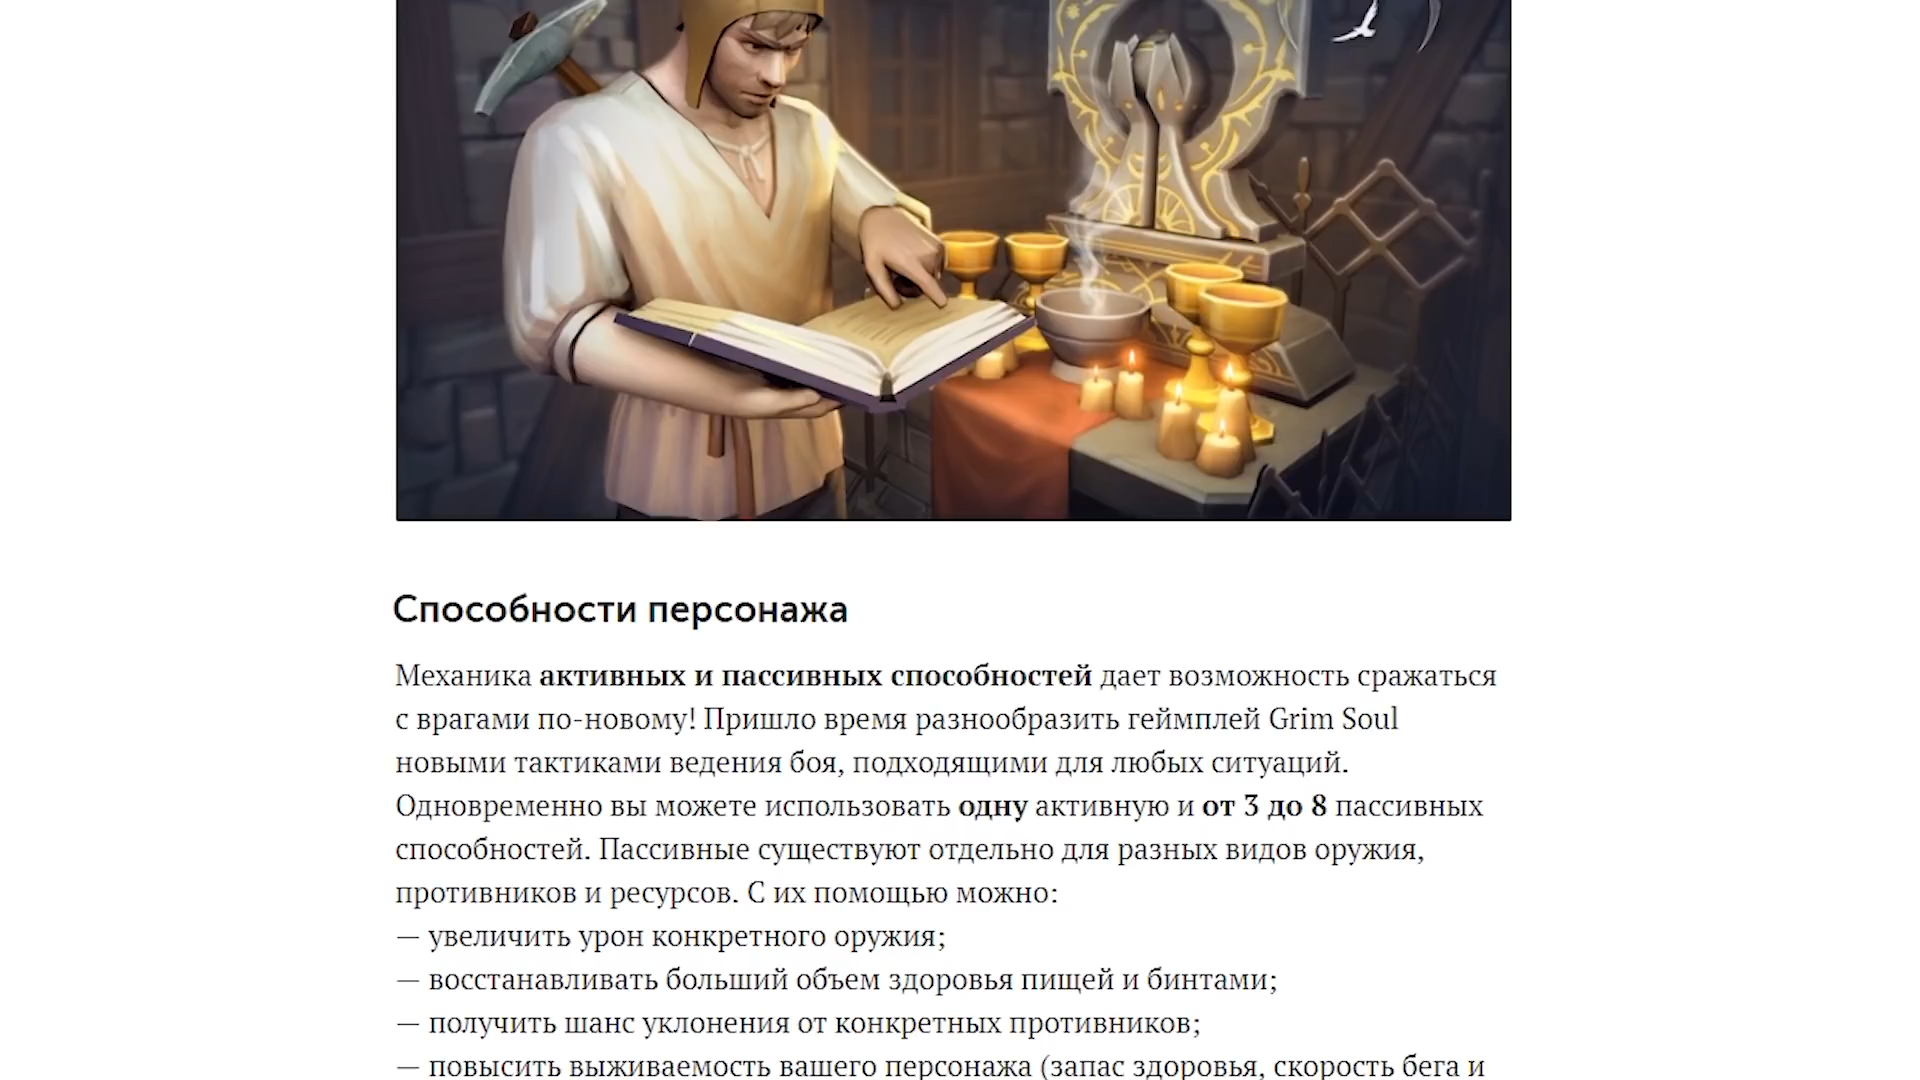 Способности персонажа
Механика активных и пассивных способностей дает возможность сражаться
с врагами по-новому! Пришло время разнообразить геймплей Grim Soul
новыми тактиками ведения боя, подходящими для любых ситуаций.
Одновременно вы можете использовать одну активную и от 3 до 8 пассивных
способностей. Пассивные существуют отдельно для разных видов оружия,
противников и ресурсов. С их помощью можно:
— увеличить урон конкретного оружия;
— восстанавливать больший объем здоровья пищей и бинтами;
— получить шанс уклонения от конкретных противников;
— повысить выживаемость вашего персонажа (запас здоровья, скорость бега и